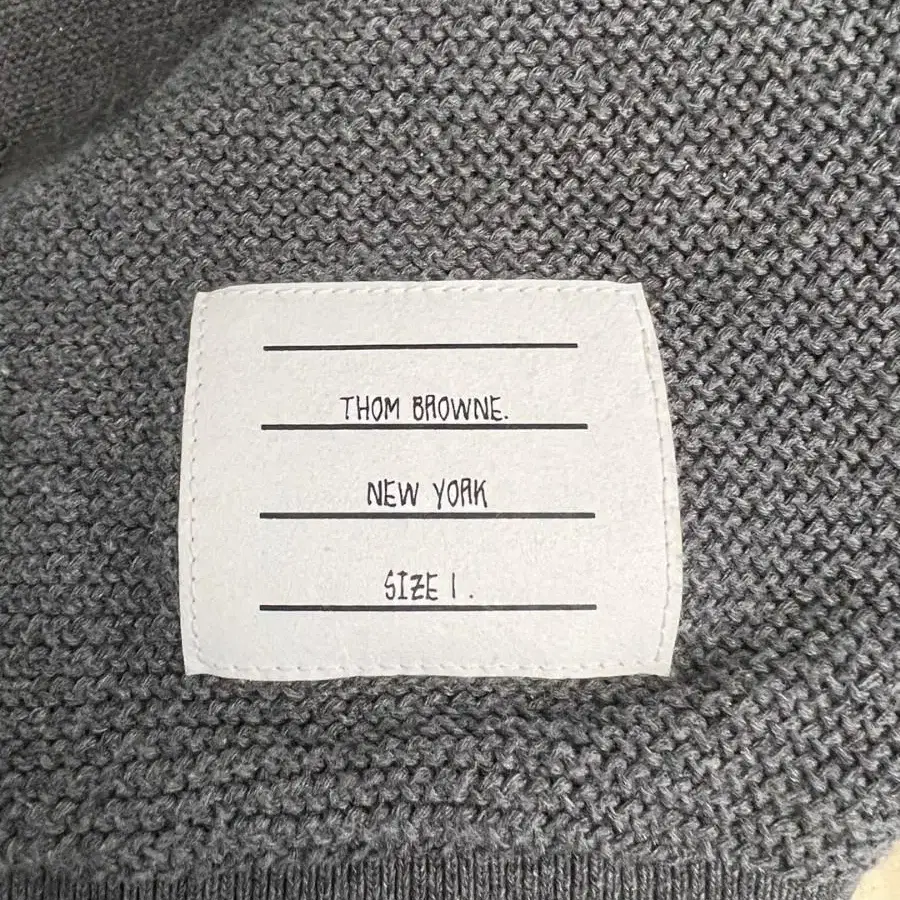 THOM BROWNE.
NEW YORK
SIZE 1.